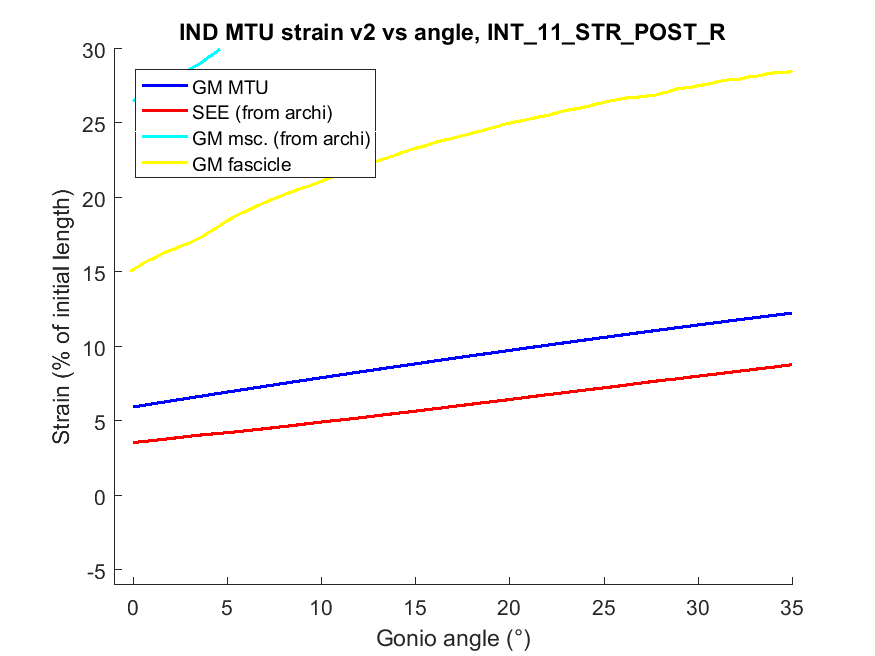 IND MTU strain v2 vs angle, INT_11_STR_POST_R
30
25
20
15
10
5
0
-5
Strain (% of initial length)
GM MTU
SEE (from archi)
GM msc. (from archi)
GM fascicle
0 5 10 15 20 25 30 35
Gonio angle (°)